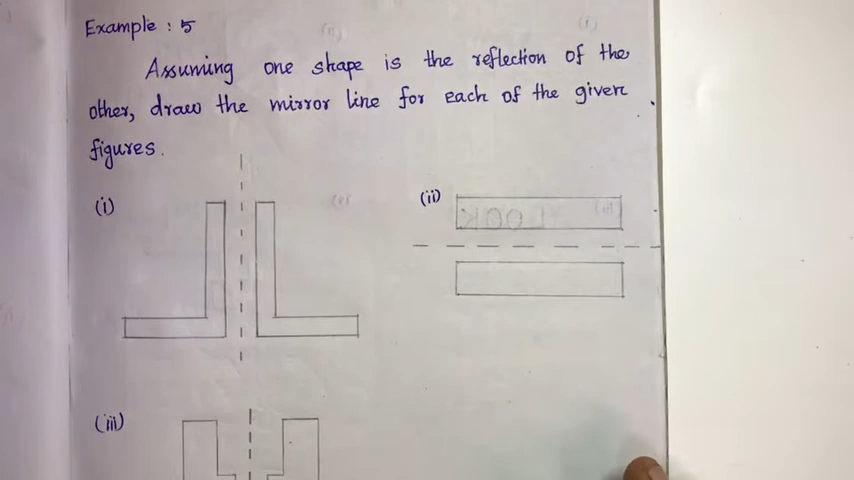 Example : 5
Assuming one shape is the reflection of the
other, draw the mirror line for each of the given
figures.
(i)
(ii)
(iii)